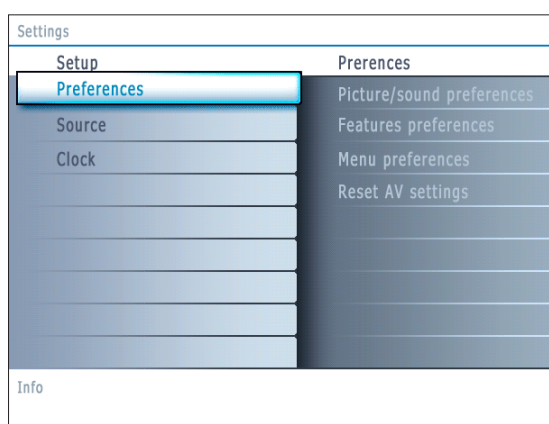 Settings
Setup
Prerences
Preferences
Picture/sound preferences
Source
Features preferences
Clock
Menu preferences
Reset AV settings
Info